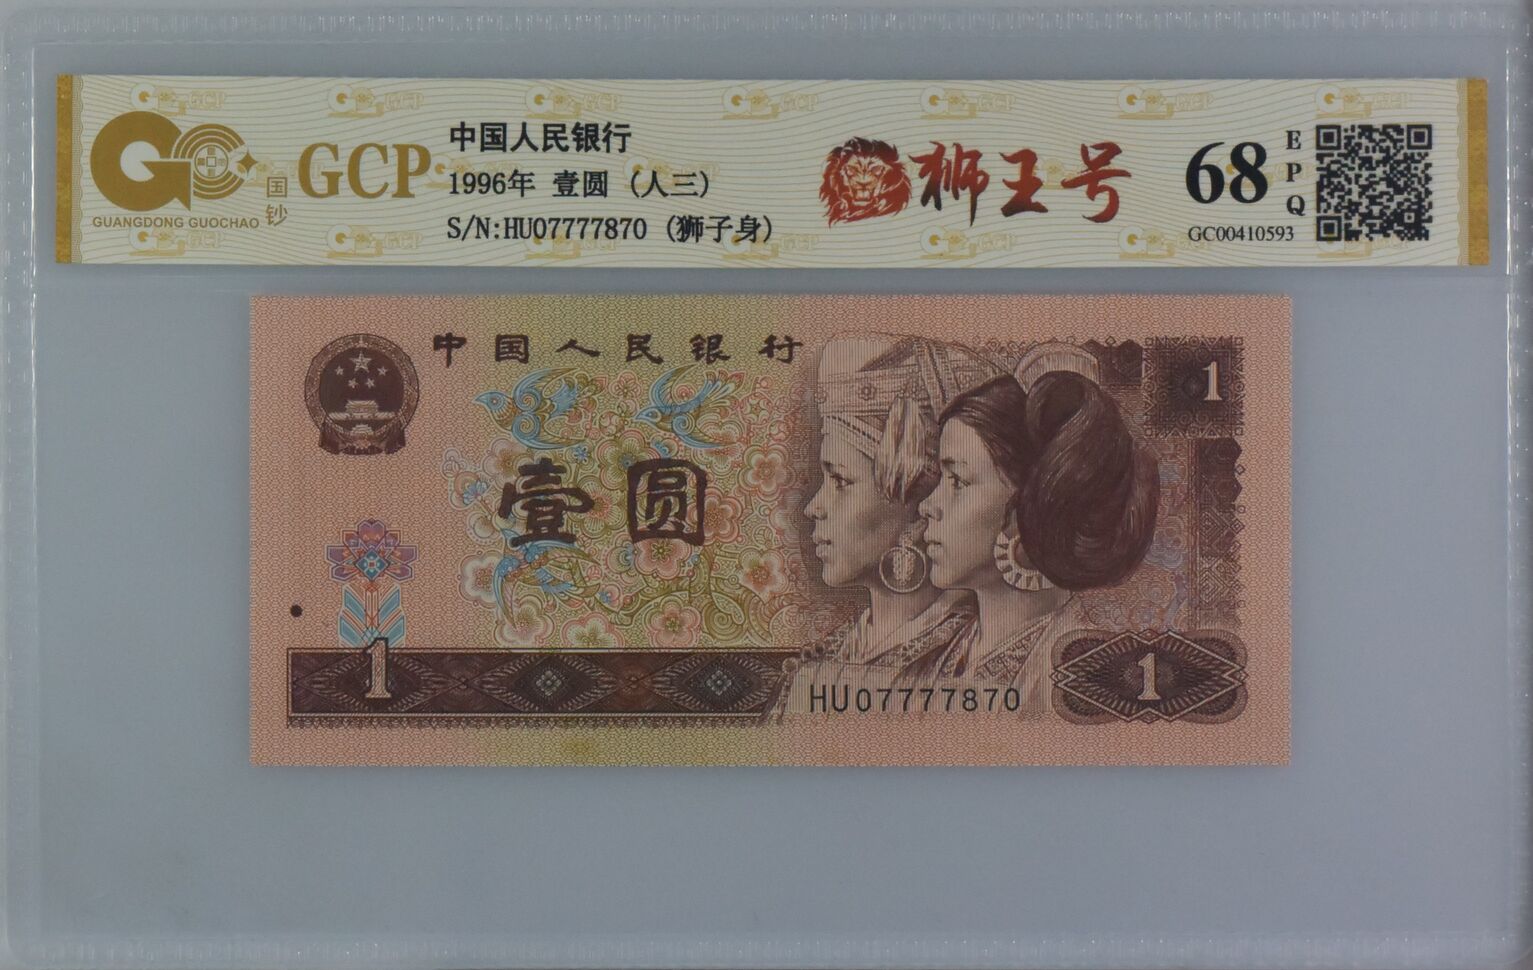 GUANGDONG GUOCHAO
国钞
GCP
中国人民银行
1996年 壹圆 (人三)
S/N:HU07777870 (狮子身)
狮王号
68
EPQ
GC00410593
中国人民银行
1
壹圆
1
HU07777870
1